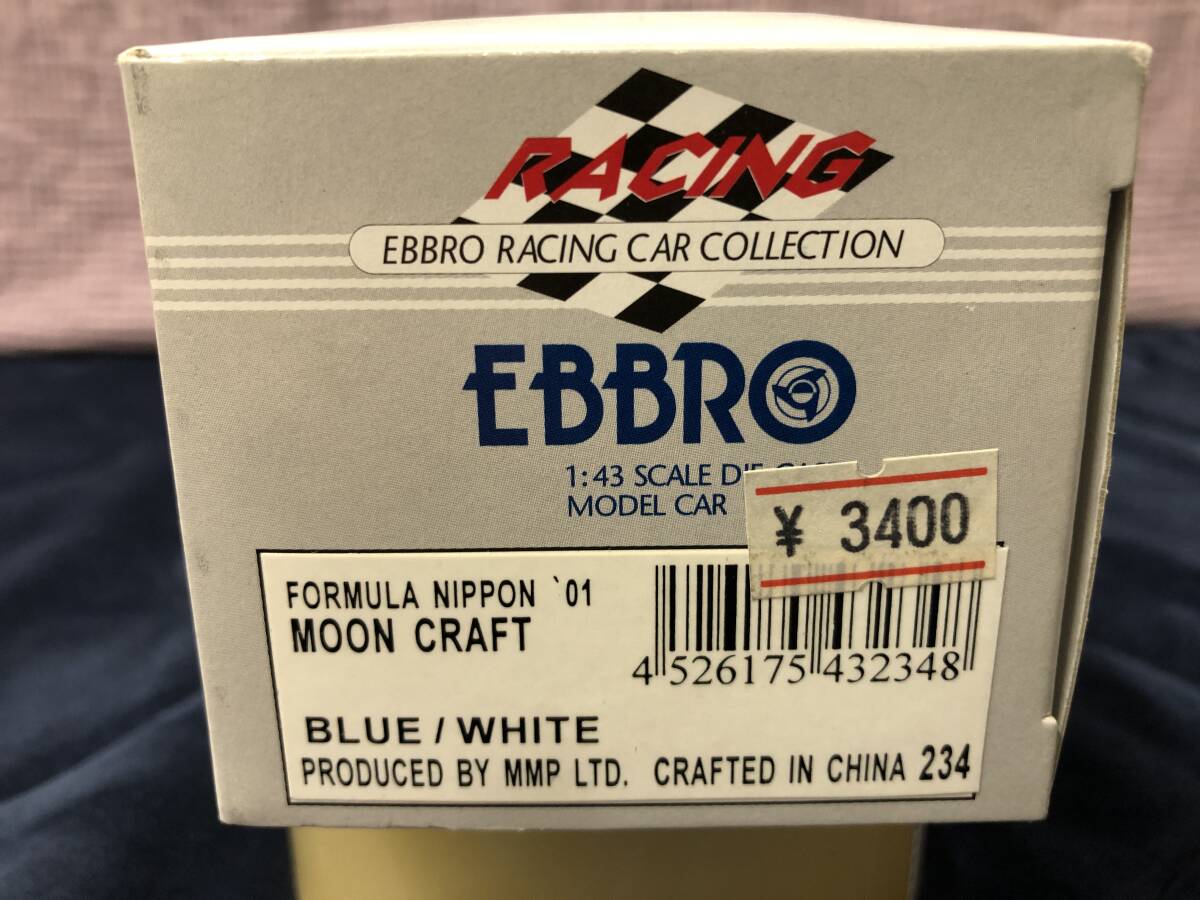 RACING
EBBRO RACING CAR COLLECTION
EBBRO
1:43 SCALE
MODEL CAR
¥ 3400
FORMULA NIPPON `01
MOON CRAFT
4 526175 432348
BLUE / WHITE
PRODUCED BY MMP LTD. CRAFTED IN CHINA 234